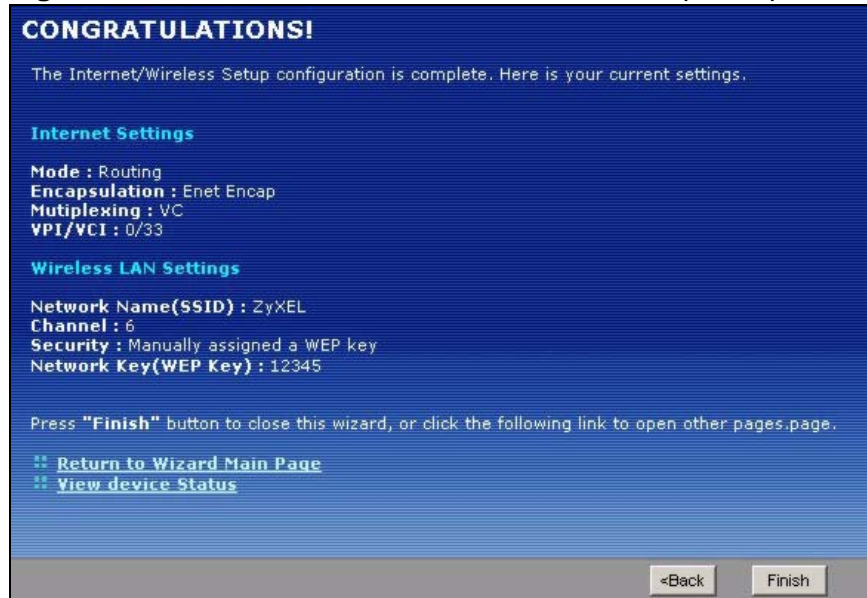 CONGRATULATIONS!
The Internet/Wireless Setup configuration is complete. Here is your current settings.
Internet Settings
Mode : Routing
Encapsulation : Enet Encap
Mutiplexing : VC
VPI/VCI : 0/33
Wireless LAN Settings
Network Name(SSID) : ZyXEL
Channel : 6
Security : Manually assigned a WEP key
Network Key(WEP Key) : 12345
Press "Finish" button to close this wizard, or click the following link to open other pages.page.
Return to Wizard Main Page
View device Status
<Back Finish